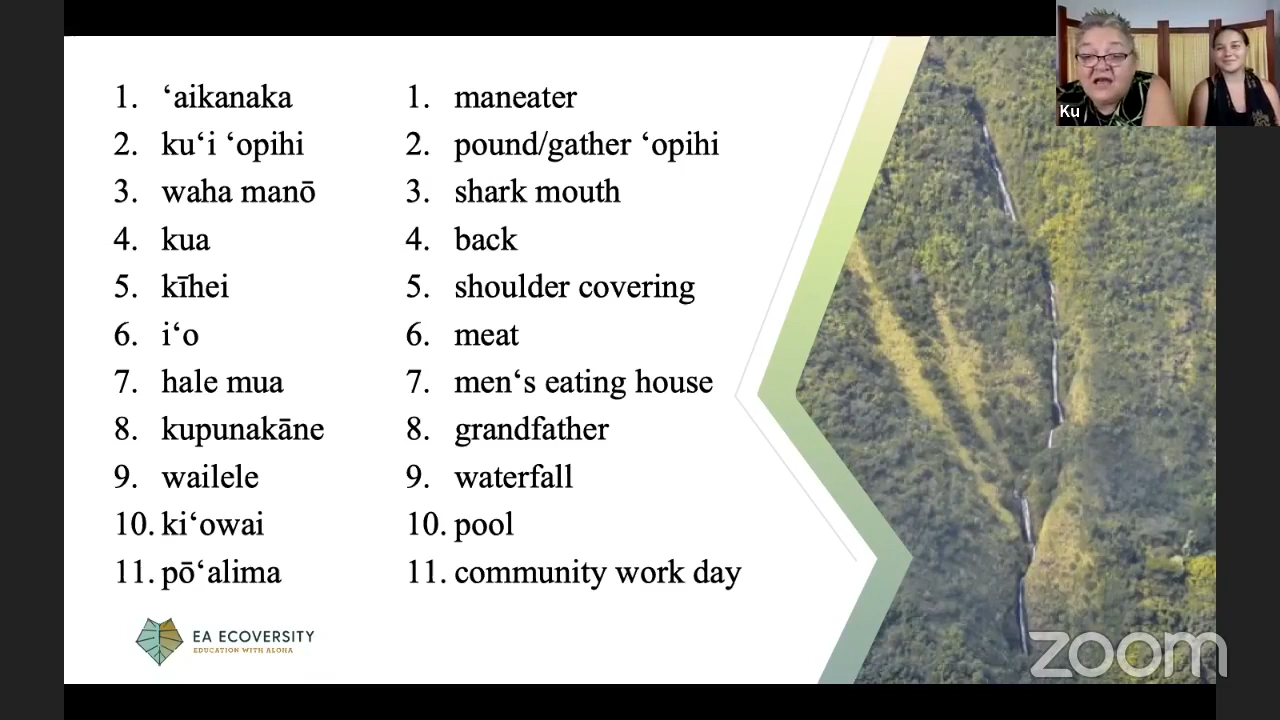 1. ʻaikanaka
2. kuʻi ʻopihi
3. waha manō
4. kua
5. kīhei
6. iʻo
7. hale mua
8. kupunakāne
9. wailele
10. kiʻowai
11. pōʻalima
1. maneater
2. pound/gather ʻopihi
3. shark mouth
4. back
5. shoulder covering
6. meat
7. menʻs eating house
8. grandfather
9. waterfall
10. pool
11. community work day
EA ECOVERSITY
EDUCATION WITH ALOHA
Ku
zoom